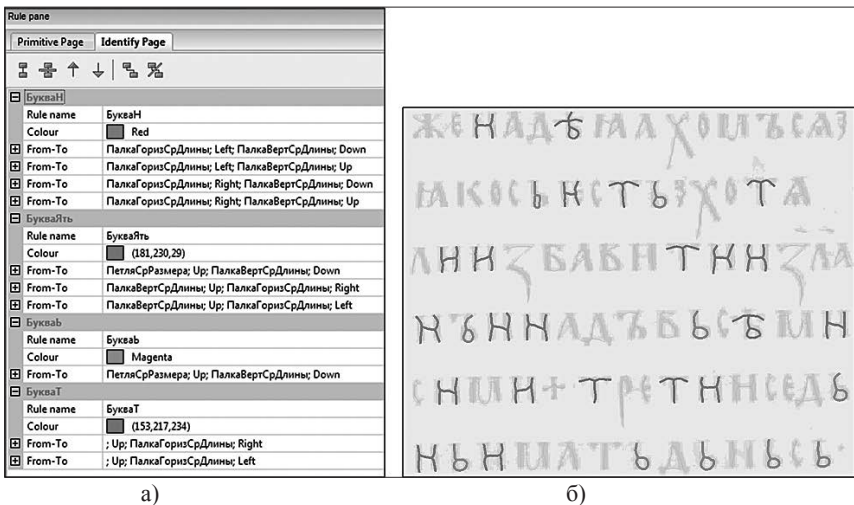 Rule pane
Primitive Page Identify Page
БукваН
Rule name БукваН
Colour Red
From-To ПалкаГоризСрДлины; Left; ПалкаВертСрДлины; Down
From-To ПалкаГоризСрДлины; Left; ПалкаВертСрДлины; Up
From-To ПалкаГоризСрДлины; Right; ПалкаВертСрДлины; Down
From-To ПалкаГоризСрДлины; Right; ПалкаВертСрДлины; Up
БукваЯть
Rule name БукваЯть
Colour (181,230,29)
From-To ПетляСрРазмера; Up; ПалкаВертСрДлины; Down
From-To ПалкаВертСрДлины; Up; ПалкаГоризСрДлины; Right
From-To ПалкаВертСрДлины; Up; ПалкаГоризСрДлины; Left
Букваь
Rule name Букваь
Colour Magenta
From-To ПетляСрРазмера; Up; ПалкаВертСрДлины; Down
БукваТ
Rule name БукваТ
Colour (153,217,234)
From-To ; Up; ПалкаГоризСрДлины; Right
From-To ; Up; ПалкаГоризСрДлины; Left
а)
ЛННЗБАВНТННЗЛА
НЪННАДЪБЬСѢМН
СНМН+ТРЕТННСЕДЬ
б)